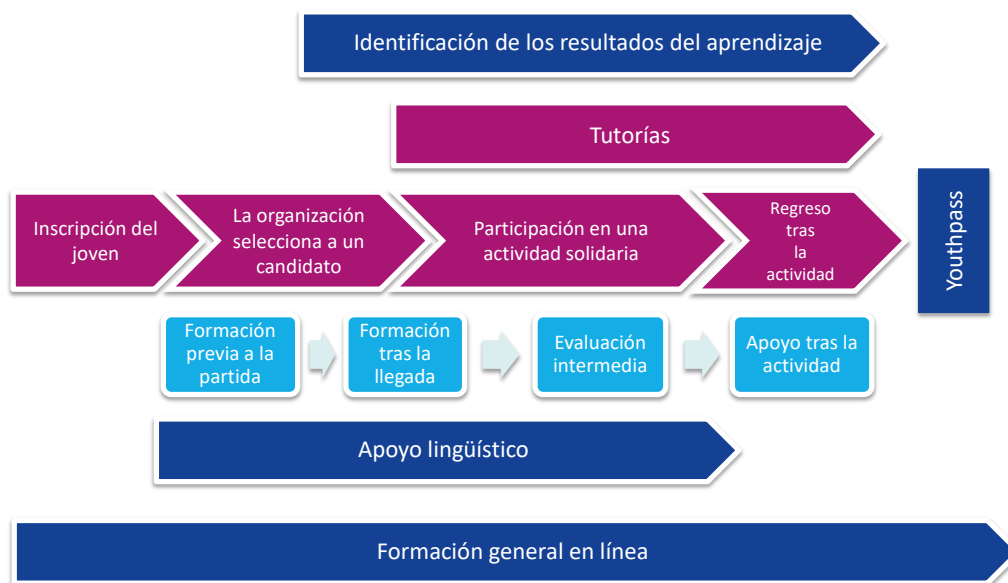 Identificación de los resultados del aprendizaje
Tutorías
Inscripción del
joven
La organización
selecciona a un
candidato
Participación en una
actividad solidaria
Regreso
tras
la
actividad
Youthpass
Formación
previa a la
partida
Formación
tras la
llegada
Evaluación
intermedia
Apoyo tras la
actividad
Apoyo lingüístico
Formación general en línea